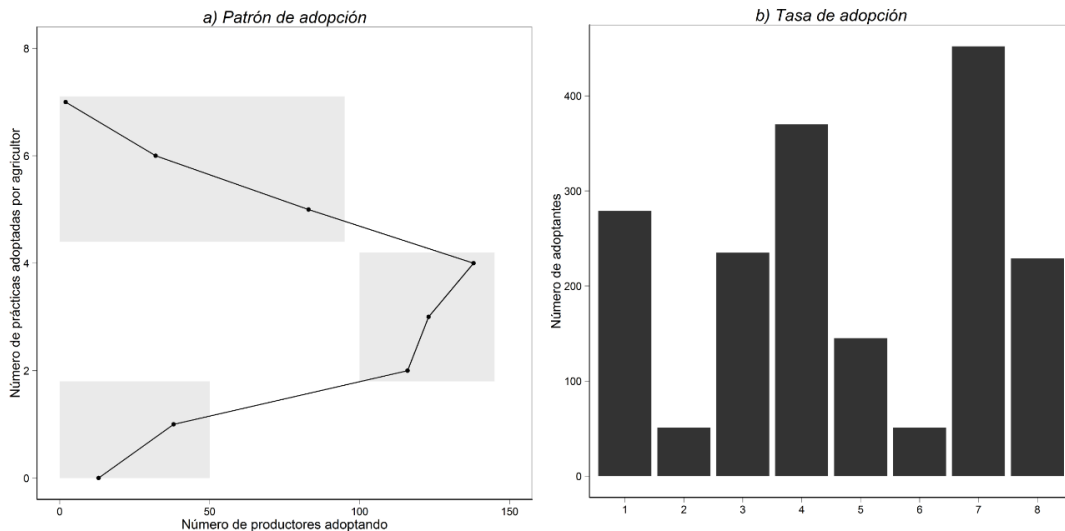 a) Patrón de adopción
8
6
4
2
0
Número de prácticas adoptadas por agricultor
0 50 100 150
Número de productores adoptando
b) Tasa de adopción
400
300
200
100
0
Número de adoptantes
1 2 3 4 5 6 7 8